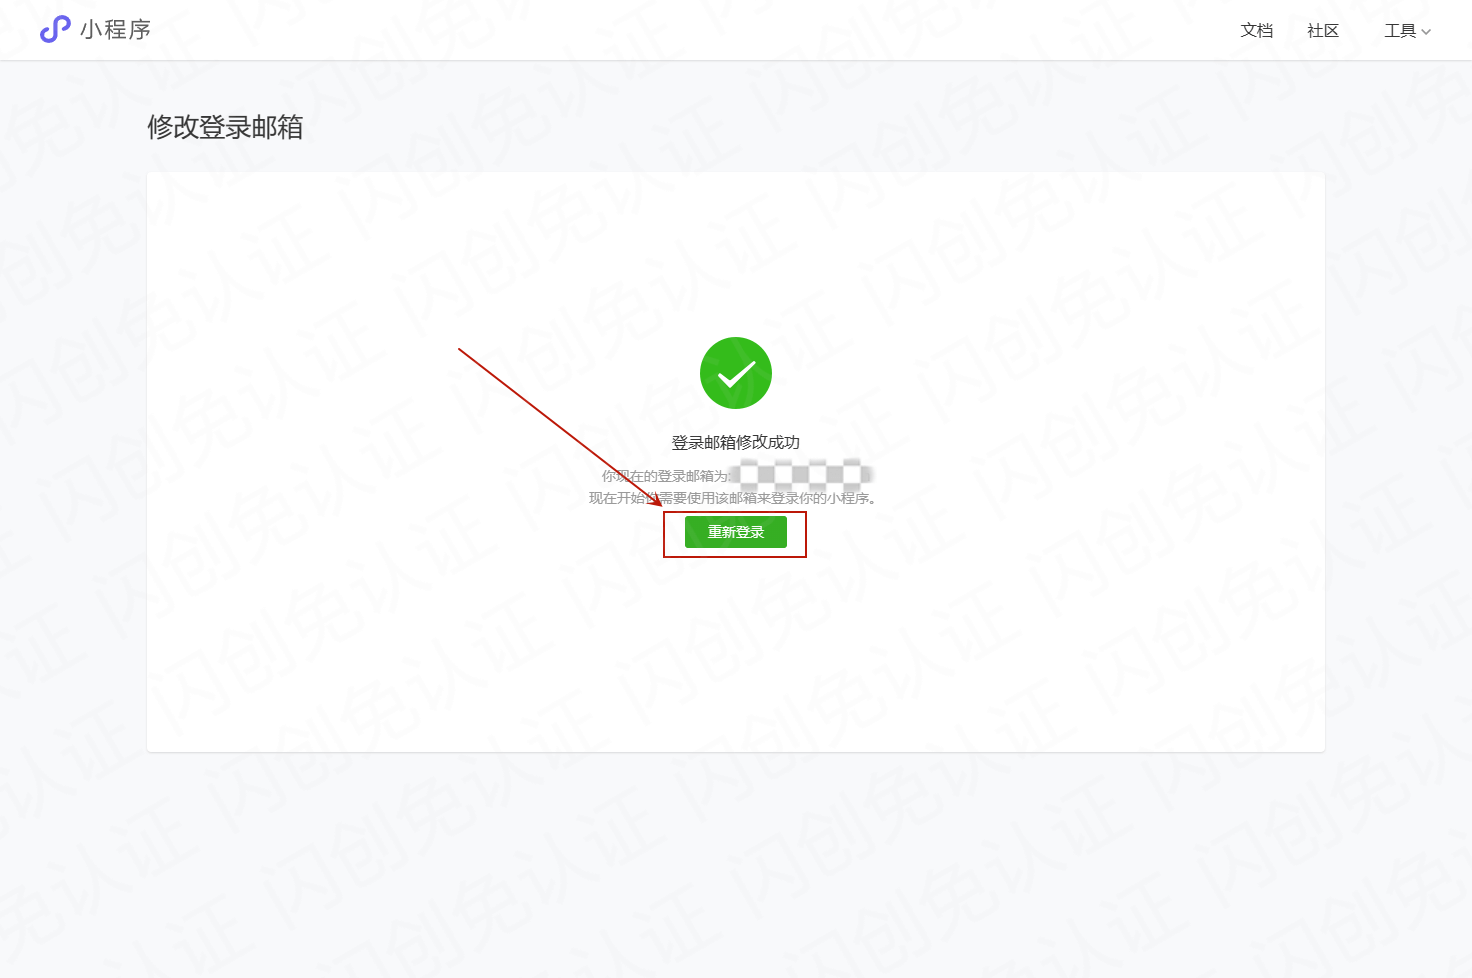 小程序
文档 社区 工具
修改登录邮箱
登录邮箱修改成功
你现在的登录邮箱为:
现在开始你需要使用该邮箱来登录你的小程序。
重新登录
闪创免认证